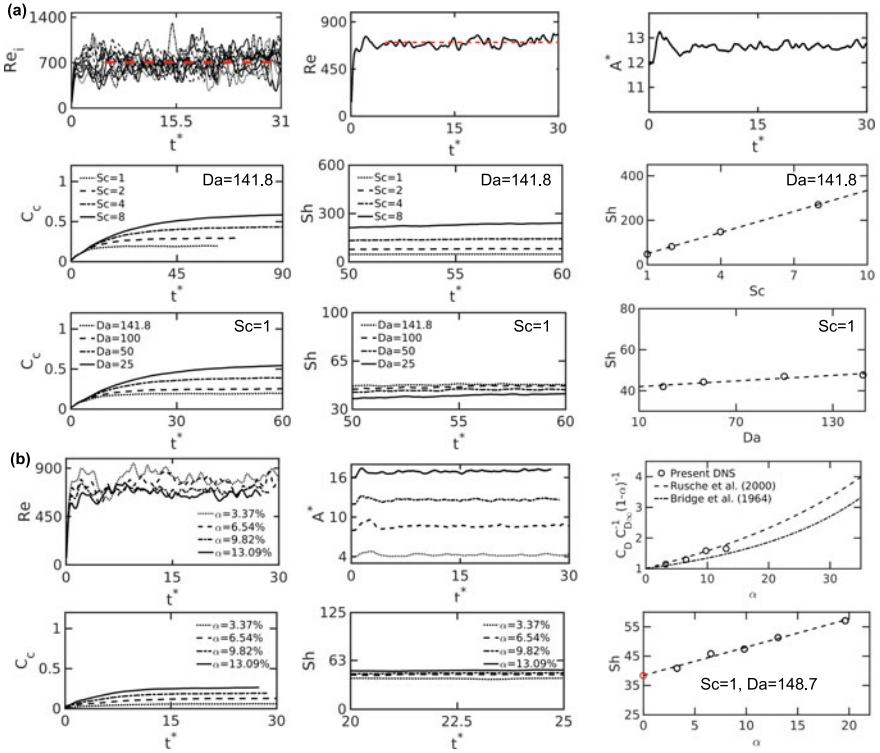 (a)
1400
700
0
Re_i
0
15.5
31
t*
900
450
0
Re
0
15
30
t*
13
12
11
A*
0
15
30
t*
Da=141.8
1
0.5
0
C_c
Sc=1
Sc=2
Sc=4
Sc=8
0
45
90
t*
Da=141.8
600
300
0
Sh
Sc=1
Sc=2
Sc=4
Sc=8
50
55
60
t*
Da=141.8
400
200
0
Sh
1
4
7
10
Sc
Sc=1
1
0.5
0
C_c
Da=141.8
Da=100
Da=50
Da=25
0
30
60
t*
Sc=1
100
65
30
Sh
Da=141.8
Da=100
Da=50
Da=25
50
55
60
t*
Sc=1
80
60
40
Sh
10
70
130
Da
(b)
900
450
0
Re
α=3.37%
α=6.54%
α=9.82%
α=13.09%
0
15
30
t*
16
10
4
A*
0
15
30
t*
4
3
2
1
C_D C_D∞^-1 (1-α)^-1
Present DNS
Rusche et al. (2000)
Bridge et al. (1964)
0
10
20
30
α
1
0.5
0
C_c
α=3.37%
α=6.54%
α=9.82%
α=13.09%
0
15
30
t*
125
63
0
Sh
α=3.37%
α=6.54%
α=9.82%
α=13.09%
20
22.5
25
t*
55
45
35
25
Sh
Sc=1, Da=148.7
0
5
10
15
20
α